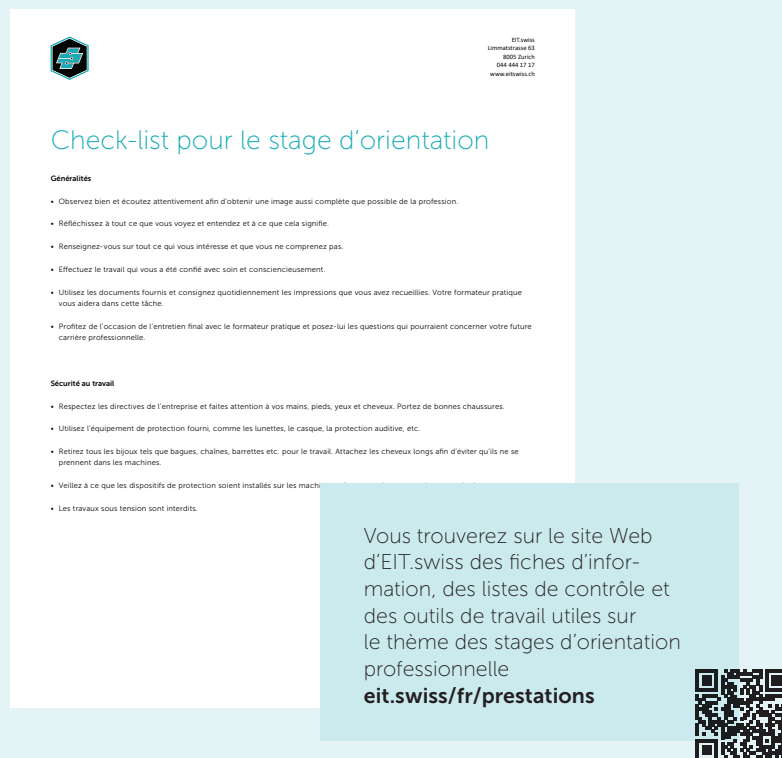 EIT.swiss
Limmatstrasse 63
8005 Zurich
044 444 17 17
www.eitswiss.ch
Check-list pour le stage d'orientation
Généralités
• Observez bien et écoutez attentivement afin d'obtenir une image aussi complète que possible de la profession.
• Réfléchissez à tout ce que vous voyez et entendez et à ce que cela signifie.
• Renseignez-vous sur tout ce qui vous intéresse et que vous ne comprenez pas.
• Effectuez le travail qui vous a été confié avec soin et consciencieusement.
• Utilisez les documents fournis et consignez quotidiennement les impressions que vous avez recueillies. Votre formateur pratique
vous aidera dans cette tâche.
• Profitez de l'occasion de l'entretien final avec le formateur pratique et posez-lui les questions qui pourraient concerner votre future
carrière professionnelle.
Sécurité au travail
• Respectez les directives de l'entreprise et faites attention à vos mains, pieds, yeux et cheveux. Portez de bonnes chaussures.
• Utilisez l'équipement de protection fourni, comme les lunettes, le casque, la protection auditive, etc.
• Retirez tous les bijoux tels que bagues, chaînes, barrettes etc. pour le travail. Attachez les cheveux longs afin d'éviter qu'ils ne se
prennent dans les machines.
• Veillez à ce que les dispositifs de protection soient installés sur les
• Les travaux sous tension sont interdits.
Vous trouverez sur le site Web
d'EIT.swiss des fiches d'infor-
mation, des listes de contrôle et
des outils de travail utiles sur
le thème des stages d'orientation
professionnelle
eit.swiss/fr/prestations